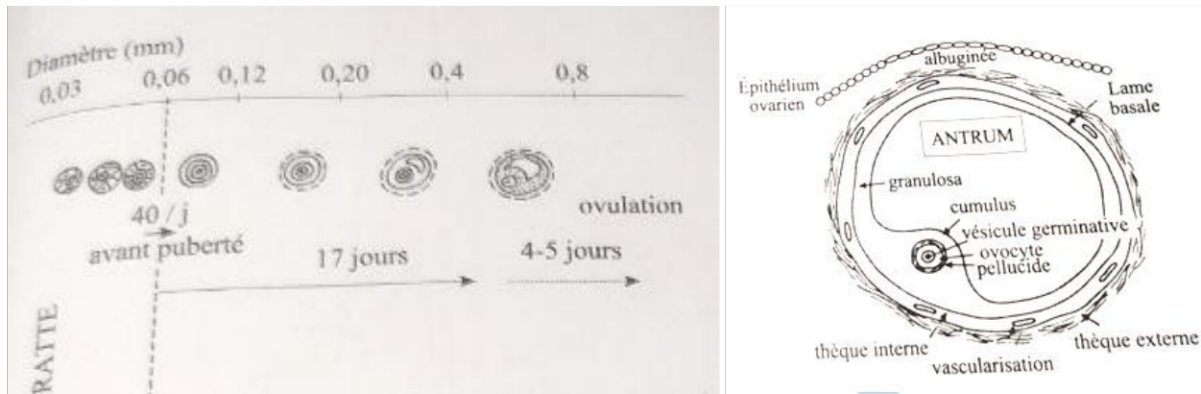 Diamètre (mm)
0,03 0,06 0,12 0,20 0,4 0,8
40 / j
avant puberté
17 jours
4-5 jours
ovulation
RATTE
albuginée
Épithélium
ovarien
Lame
basale
ANTRUM
granulosa
cumulus
vésicule germinative
ovocyte
pellucide
thèque interne
vascularisation
thèque externe